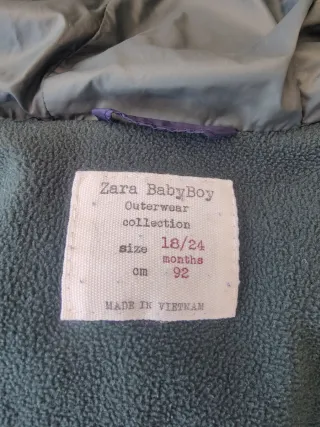 Zara BabyBoy
Outerwear
collection
size 18/24
months
cm 92
MADE IN VIETNAM